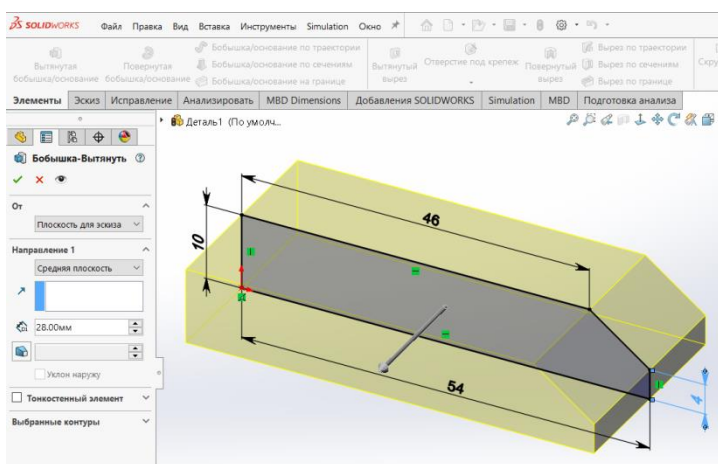 SOLIDWORKS Файл Правка Вид Вставка Инструменты Simulation Окно
Вытянутая бобышка/основание
Повернутая бобышка/основание
Бобышка/основание по траектории
Бобышка/основание по сечениям
Бобышка/основание на границе
Вытянутый вырез
Отверстие под крепеж
Повернутый вырез
Вырез по траектории
Вырез по сечениям
Вырез по границе
Скру
Элементы Эскиз Исправление Анализировать MBD Dimensions Добавления SOLIDWORKS Simulation MBD Подготовка анализа
Деталь1 (По умолч...
Бобышка-Вытянуть
От
Плоскость для эскиза
Направление 1
Средняя плоскость
28.00мм
Уклон наружу
Тонкостенный элемент
Выбранные контуры
46
10
54
4